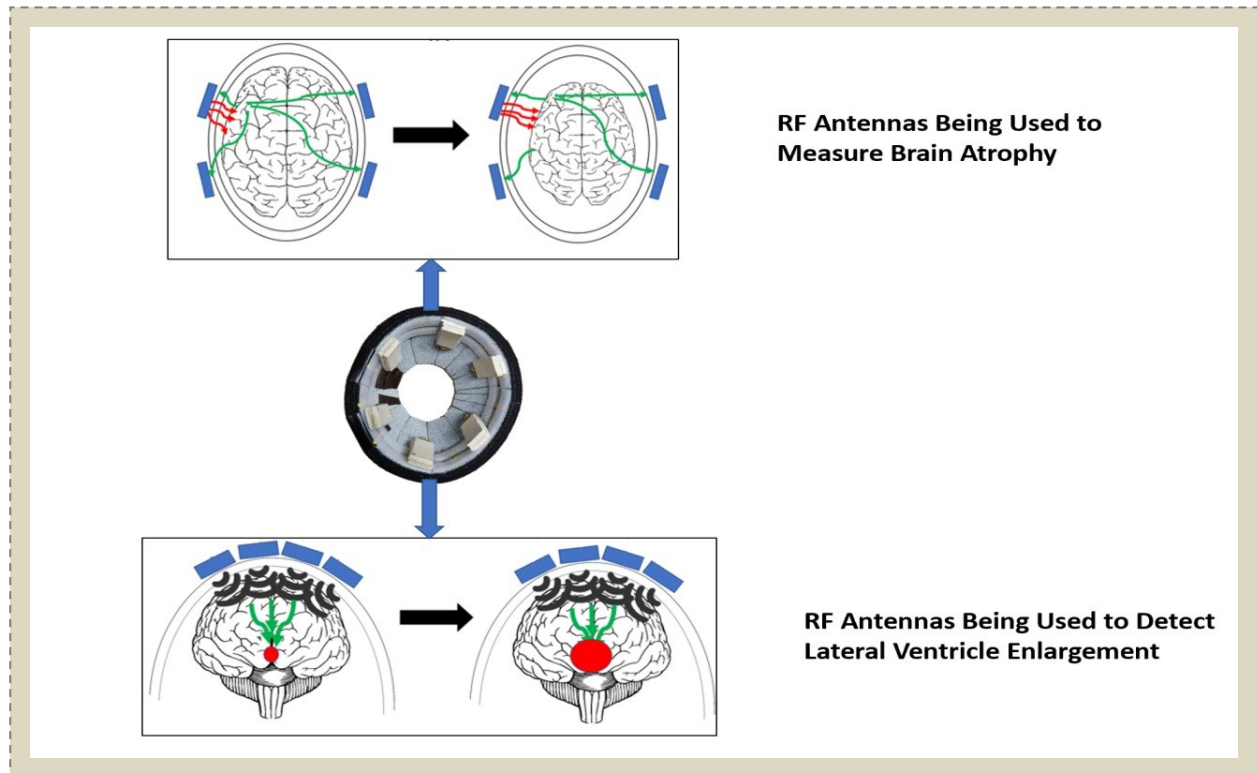 RF Antennas Being Used to
Measure Brain Atrophy
RF Antennas Being Used to Detect
Lateral Ventricle Enlargement